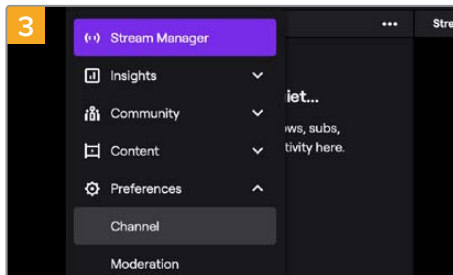 3
Stream Manager
Stre
Insights
iet...
Community
ows, subs,
Content
tivity here.
Preferences
Channel
Moderation